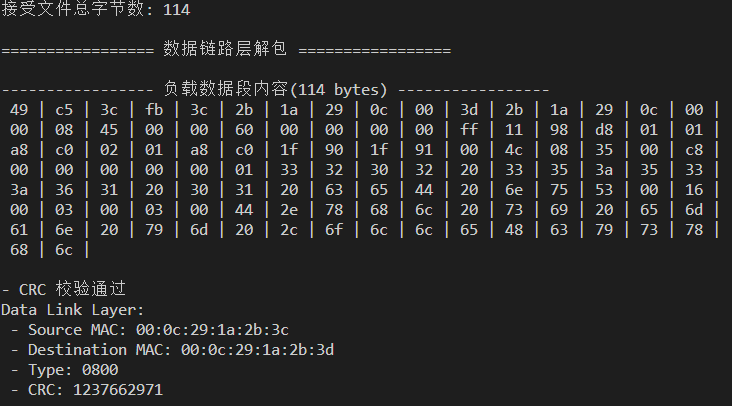 接受文件总字节数: 114
================= 数据链路层解包 =================
----------------- 负载数据段内容(114 bytes) -----------------
49 | c5 | 3c | fb | 3c | 2b | 1a | 29 | 0c | 00 | 3d | 2b | 1a | 29 | 0c | 00 |
00 | 08 | 45 | 00 | 00 | 60 | 00 | 00 | 00 | 00 | ff | 11 | 98 | d8 | 01 | 01 |
a8 | c0 | 02 | 01 | a8 | c0 | 1f | 90 | 1f | 91 | 00 | 4c | 08 | 35 | 00 | c8 |
00 | 00 | 00 | 00 | 00 | 01 | 33 | 32 | 30 | 32 | 20 | 33 | 35 | 3a | 35 | 33 |
3a | 36 | 31 | 20 | 30 | 31 | 20 | 63 | 65 | 44 | 20 | 6e | 75 | 53 | 00 | 16 |
00 | 03 | 00 | 03 | 00 | 44 | 2e | 78 | 68 | 6c | 20 | 73 | 69 | 20 | 65 | 6d |
61 | 6e | 20 | 79 | 6d | 20 | 2c | 6f | 6c | 6c | 65 | 48 | 63 | 79 | 73 | 78 |
68 | 6c |
- CRC 校验通过
Data Link Layer:
- Source MAC: 00:0c:29:1a:2b:3c
- Destination MAC: 00:0c:29:1a:2b:3d
- Type: 0800
- CRC: 1237662971